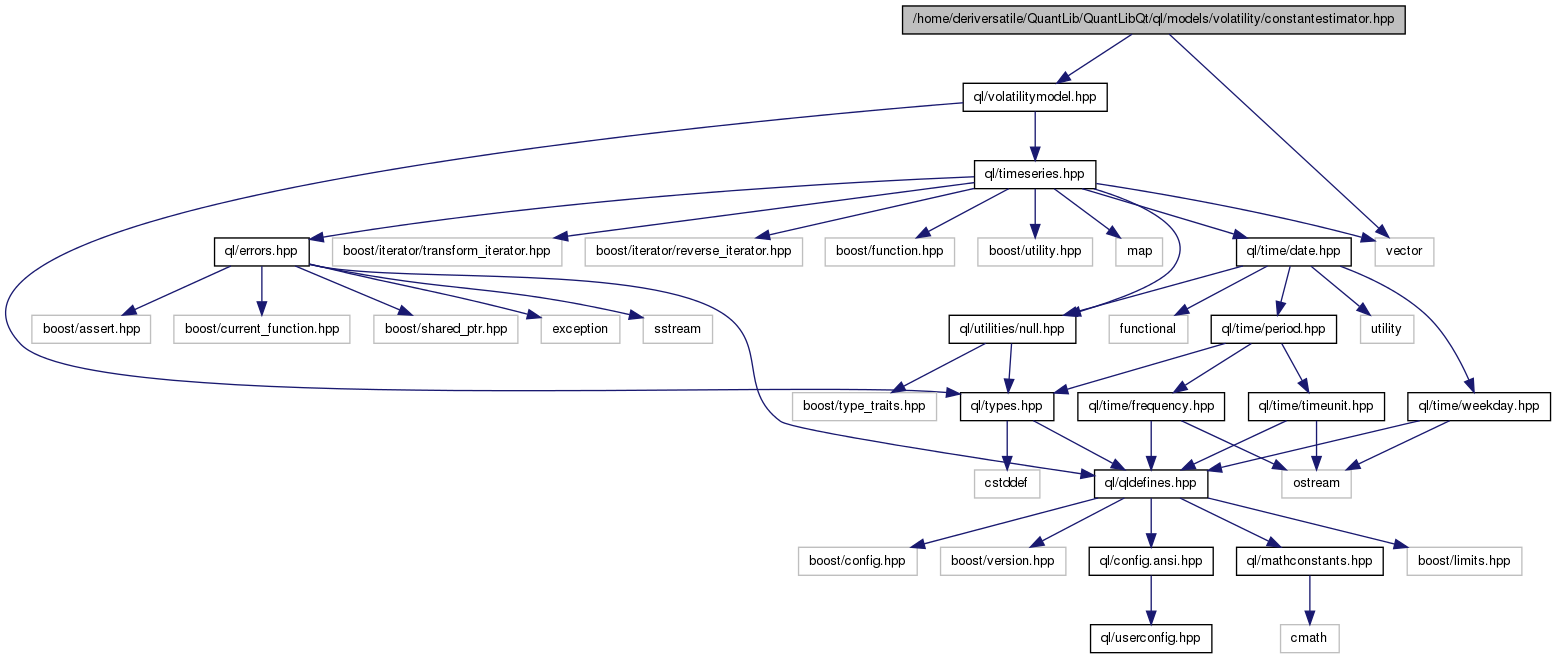 /home/deriversatile/QuantLib/QuantLibQt/ql/models/volatility/constantestimator.hpp
ql/volatilitymodel.hpp
ql/timeseries.hpp
ql/errors.hpp
boost/iterator/transform_iterator.hpp
boost/iterator/reverse_iterator.hpp
boost/function.hpp
boost/utility.hpp
map
ql/time/date.hpp
vector
boost/assert.hpp
boost/current_function.hpp
boost/shared_ptr.hpp
exception
sstream
ql/utilities/null.hpp
functional
ql/time/period.hpp
utility
boost/type_traits.hpp
ql/types.hpp
ql/time/frequency.hpp
ql/time/timeunit.hpp
ql/time/weekday.hpp
cstddef
ql/qldefines.hpp
ostream
boost/config.hpp
boost/version.hpp
ql/config.ansi.hpp
ql/mathconstants.hpp
boost/limits.hpp
ql/userconfig.hpp
cmath